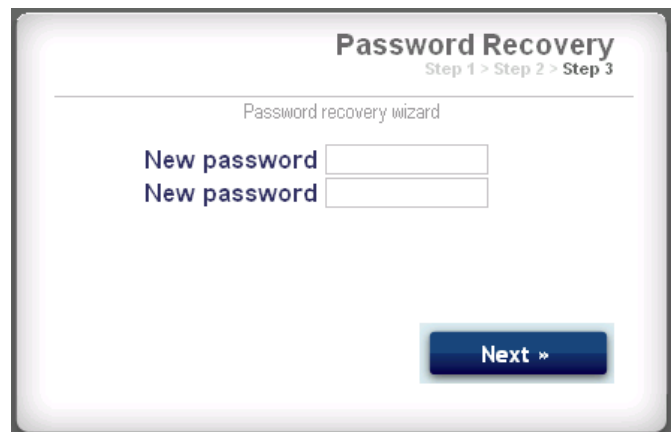 Password Recovery
Step 1 > Step 2 > Step 3
Password recovery wizard
New password
New password
Next »